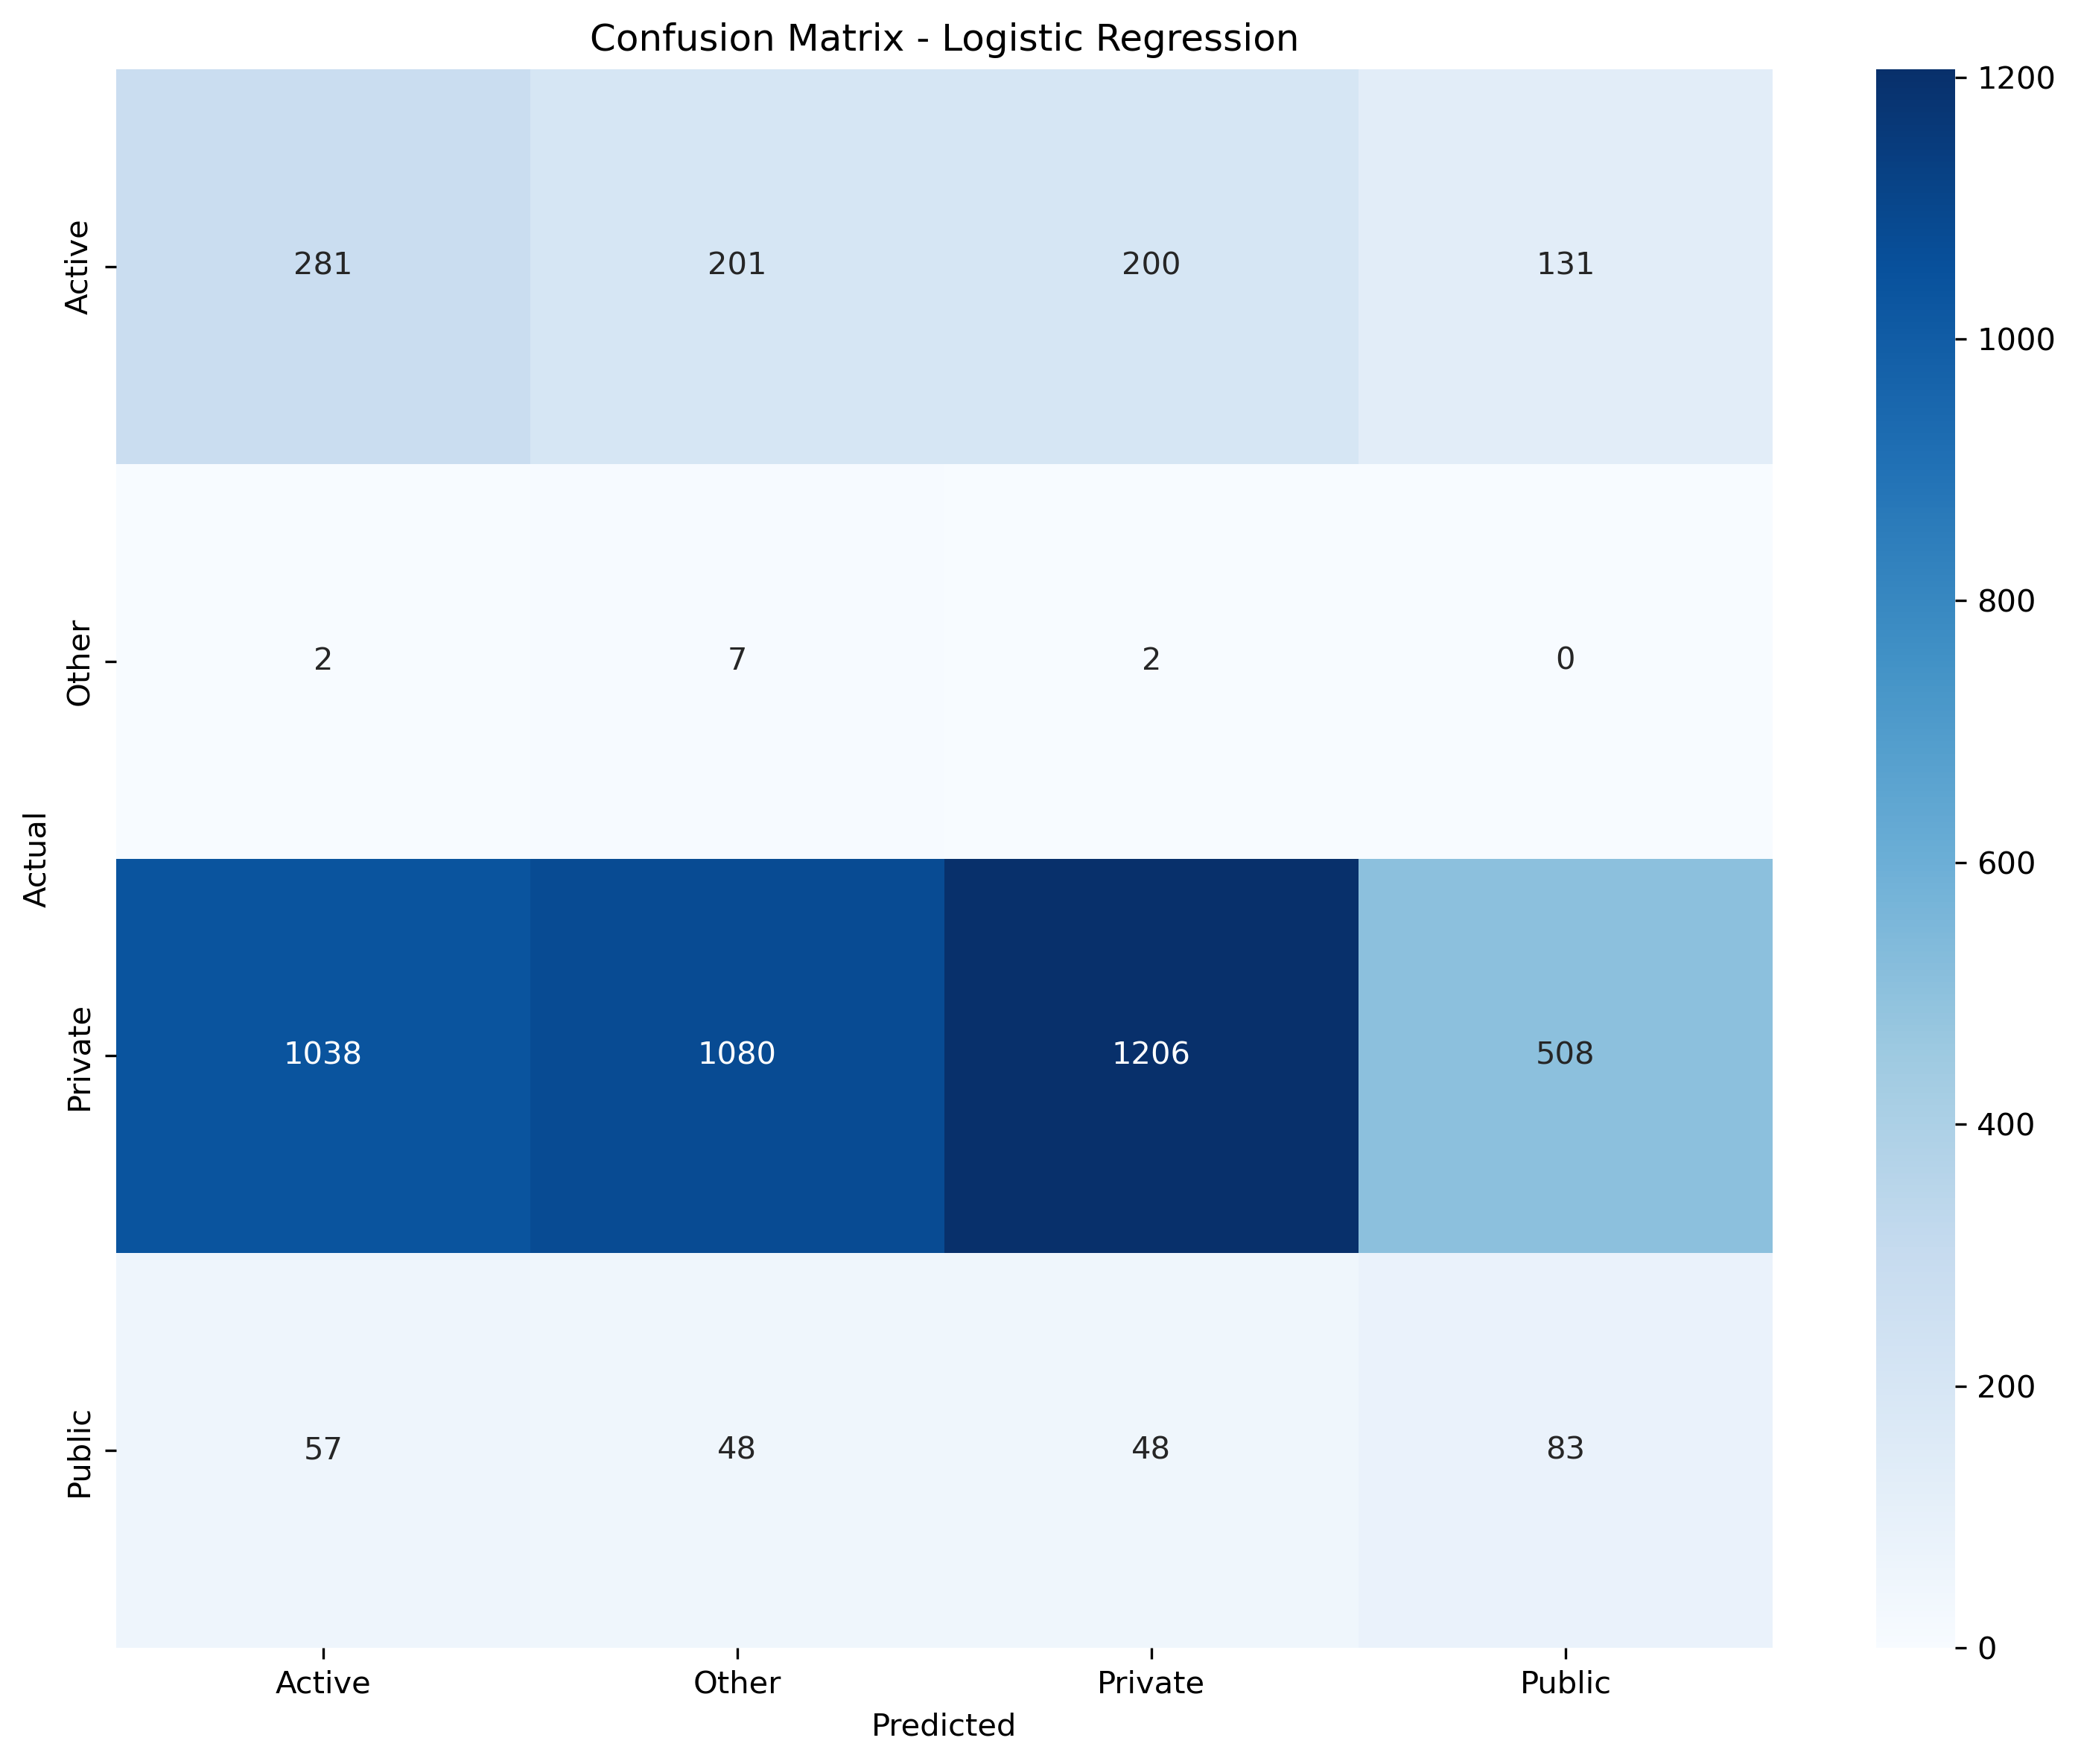 Confusion Matrix - Logistic Regression
Actual
Active
281 201 200 131
Other
2 7 2 0
Private
1038 1080 1206 508
Public
57 48 48 83
Active Other Private Public
Predicted
1200
1000
800
600
400
200
0